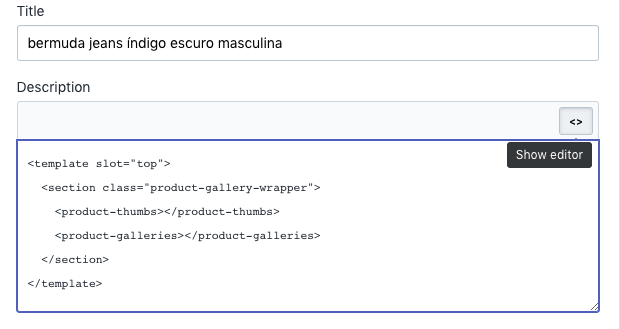 Title
bermuda jeans índigo escuro masculina
Description
<>
Show editor
<template slot="top">
<section class="product-gallery-wrapper">
<product-thumbs></product-thumbs>
<product-galleries></product-galleries>
</section>
</template>